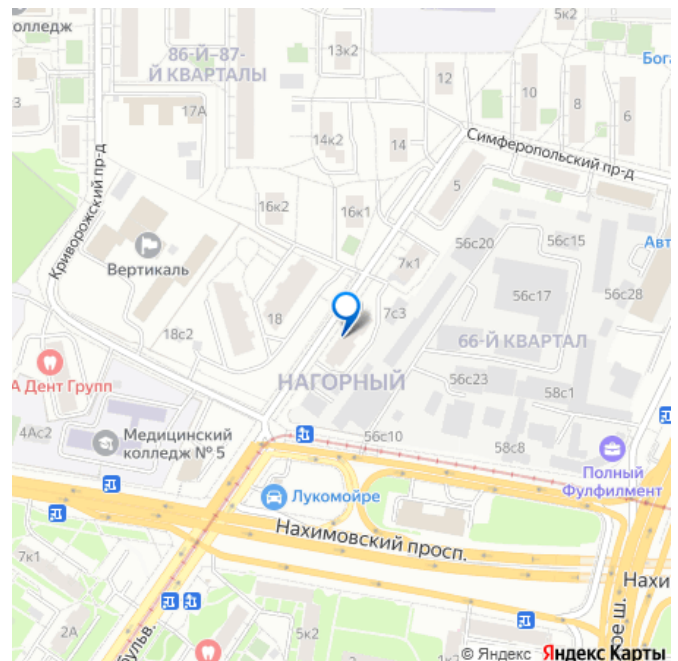 олледж
5к2
13к2
86-Й–87-
Й КВАРТАЛЫ
Бога
12
10
8
6
3
17А
14к2
14
Симферопольский пр-д
5
16к2
16к1
Криворожский пр-д
Вертикаль
7к1
56с20
56с15
Авт
56с17
56с28
18
7с3
18с2
66-Й КВАРТАЛ
А Дент Групп
НАГОРНЫЙ
56с23
58с1
4Ас2
Медицинский
колледж № 5
56с10
58с8
Полный
Фулфилмент
Лукомойре
Нахимовский просп.
7к1
Нахи
2А
5к2
бульв.
ое ш.
© Яндекс Яндекс Карты